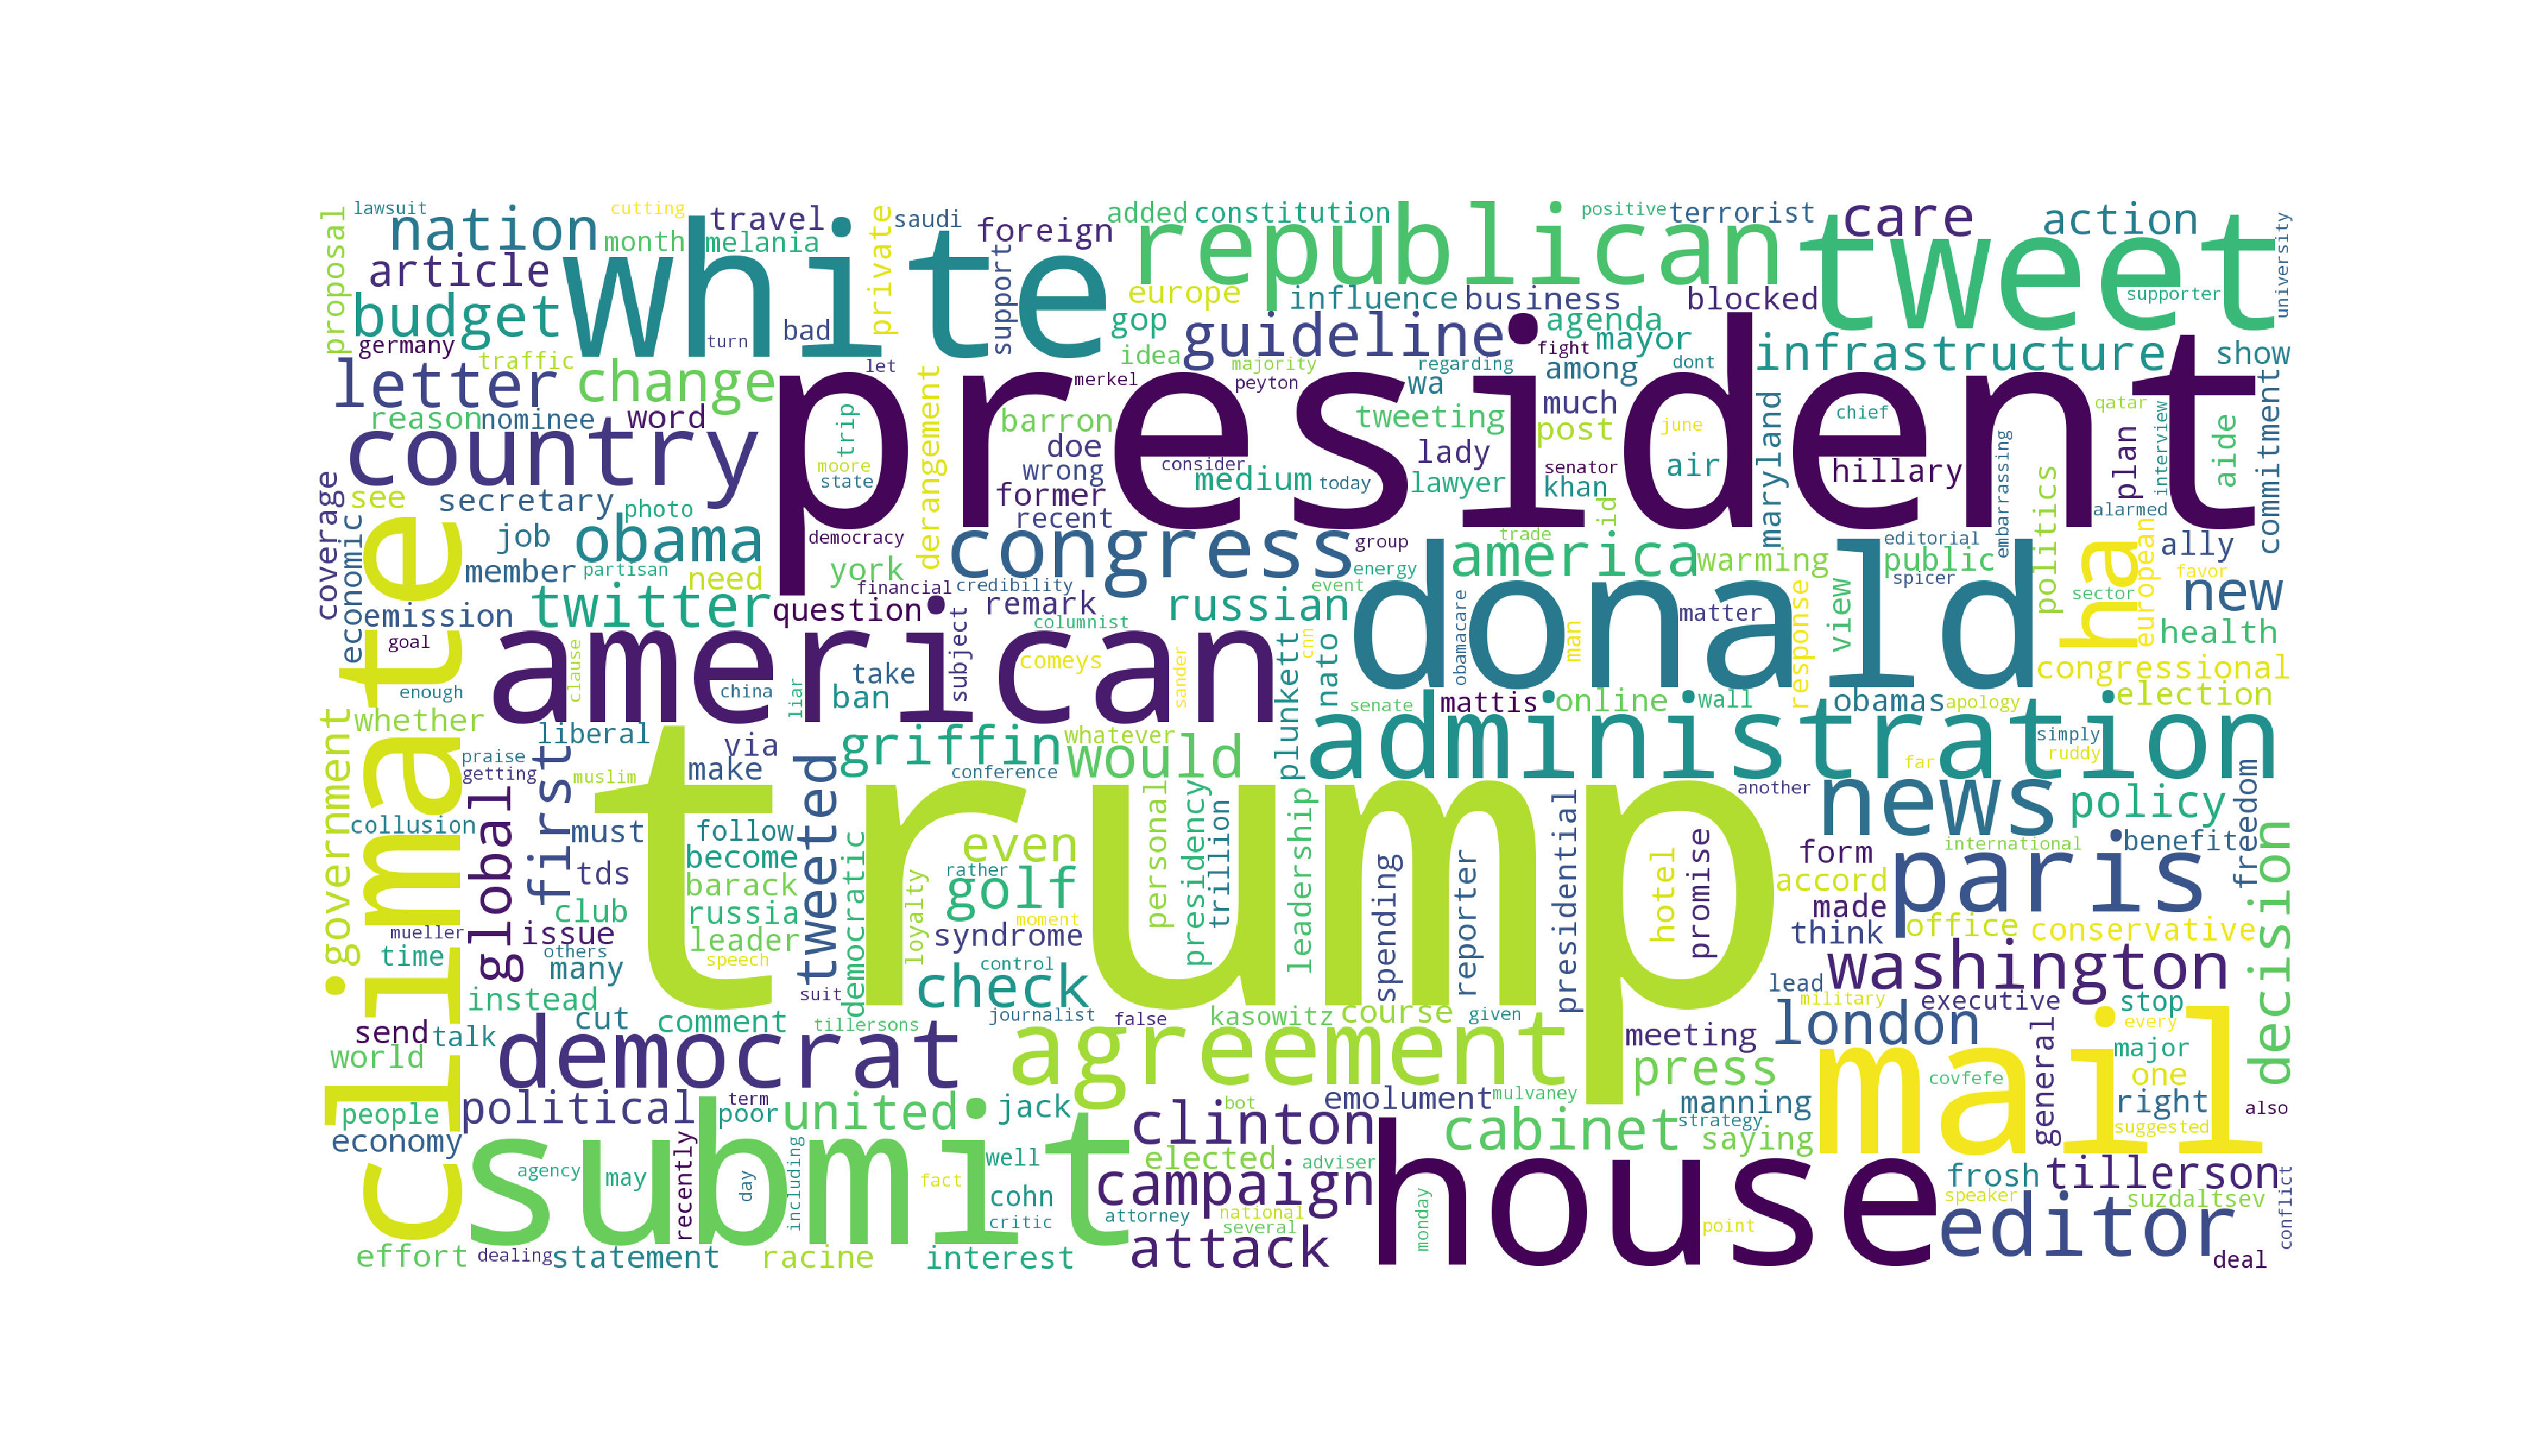 lawsuit
cutting
nation
travel
saudi
foreign
added
constitution
republican
positive
terrorist
care
action
university
proposal
month
melania
private
support
white
tweet
article
europe
influence
business
blocked
supporter
budget
bad
gop
guideline
agenda
mayor
infrastructure
show
germany
turn
traffic
idea
majority
regarding
fight
among
dont
letter
change
let
merkel
peyton
wa
president
derangement
barron
tweeting
much
post
maryland
chief
qatar
interview
commitment
reason
nominee
word
trip
doe
lady
june
plan
aide
country
moore
state
wrong
consider
medium
today
lawyer
senator
khan
air
hillary
embarrassing
coverage
see
secretary
photo
former
recent
id
politics
alarmed
economic
job
obama
democracy
congress
group
trade
america
warming
editorial
public
european
ally
member
partisan
need
york
financial
credibility
event
energy
spicer
favor
emission
twitter
question
remark
columnist
russian
donald
matter
response
view
sector
ha
new
goal
american
subject
cnn
obamacare
man
health
clause
take
comeys
sander
plunkett
nato
congressional
enough
china
liar
ban
senate
mattis
online
wall
obamas
apology
election
climate
government
whether
liberal
via
griffin
whatever
would
administration
simply
ruddy
praise
getting
first
muslim
make
conference
far
trump
another
news
policy
freedom
collusion
global
must
follow
tweeted
even
personal
presidency
trillion
leadership
presidential
promise
form
international
benefit
tds
become
democratic
rather
golf
spending
reporter
hotel
accord
paris
decision
club
barack
loyalty
made
mueller
issue
russia
moment
syndrome
think
office
conservative
time
others
many
leader
speech
control
washington
instead
suit
check
lead
military
executive
stop
send
talk
cut
comment
tillersons
journalist
false
kasowitz
course
given
meeting
london
general
every
world
democrat
agreement
press
mail
covfefe
major
one
people
political
term
poor
united
jack
bot
emolument
mulvaney
manning
right
also
economy
submit
clinton
cabinet
strategy
saying
suggested
agency
may
recently
day
including
fact
well
elected
adviser
house
frosh
tillerson
cohn
campaign
speaker
suzdaltsev
conflict
critic
attorney
national
several
monday
point
editor
effort
dealing
statement
racine
interest
attack
deal